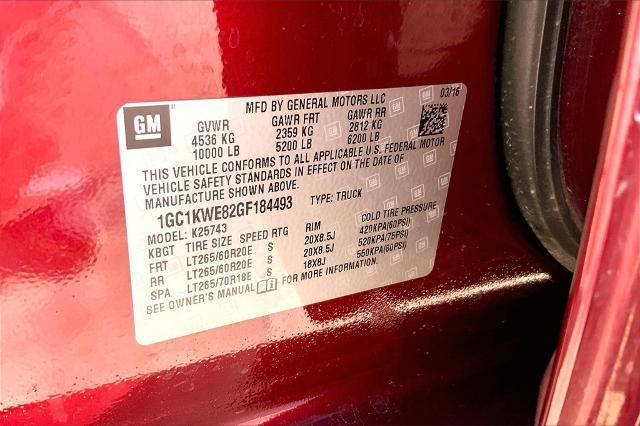 GM
MFD BY GENERAL MOTORS LLC 03/16
GVWR GAWR FRT GAWR RR
4536 KG 2359 KG 2812 KG
10000 LB 5200 LB 6200 LB
THIS VEHICLE CONFORMS TO ALL APPLICABLE U.S. FEDERAL MOTOR
VEHICLE SAFETY STANDARDS IN EFFECT ON THE DATE OF
MANUFACTURE SHOWN ABOVE.
1GC1KWE82GF184493 TYPE: TRUCK
MODEL: K25743
KBGT TIRE SIZE SPEED RTG RIM COLD TIRE PRESSURE
FRT LT265/60R20E S 20X8.5J 420KPA(60PSI)
RR LT265/60R20E S 20X8.5J 520KPA(75PSI)
SPA LT265/70R18E S 18X8J 550KPA(80PSI)
SEE OWNER'S MANUAL FOR MORE INFORMATION.